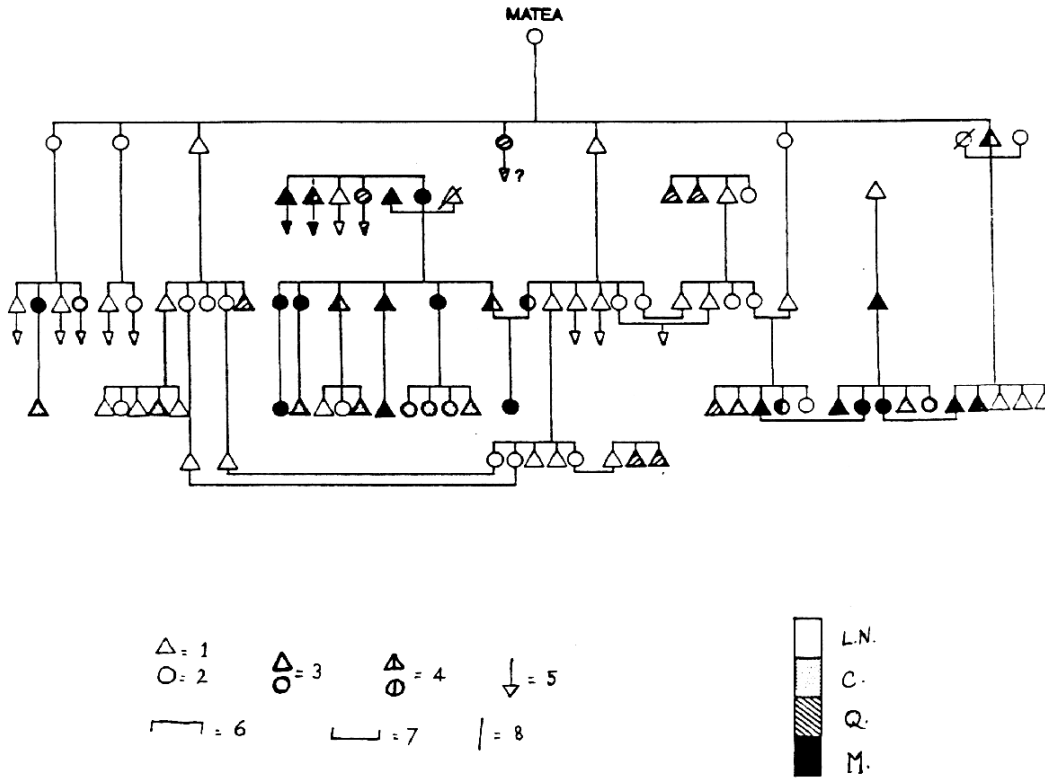 MATEA
?
= 1
= 2
= 3
= 4
= 5
= 6
= 7
= 8
L.N.
C.
Q.
M.